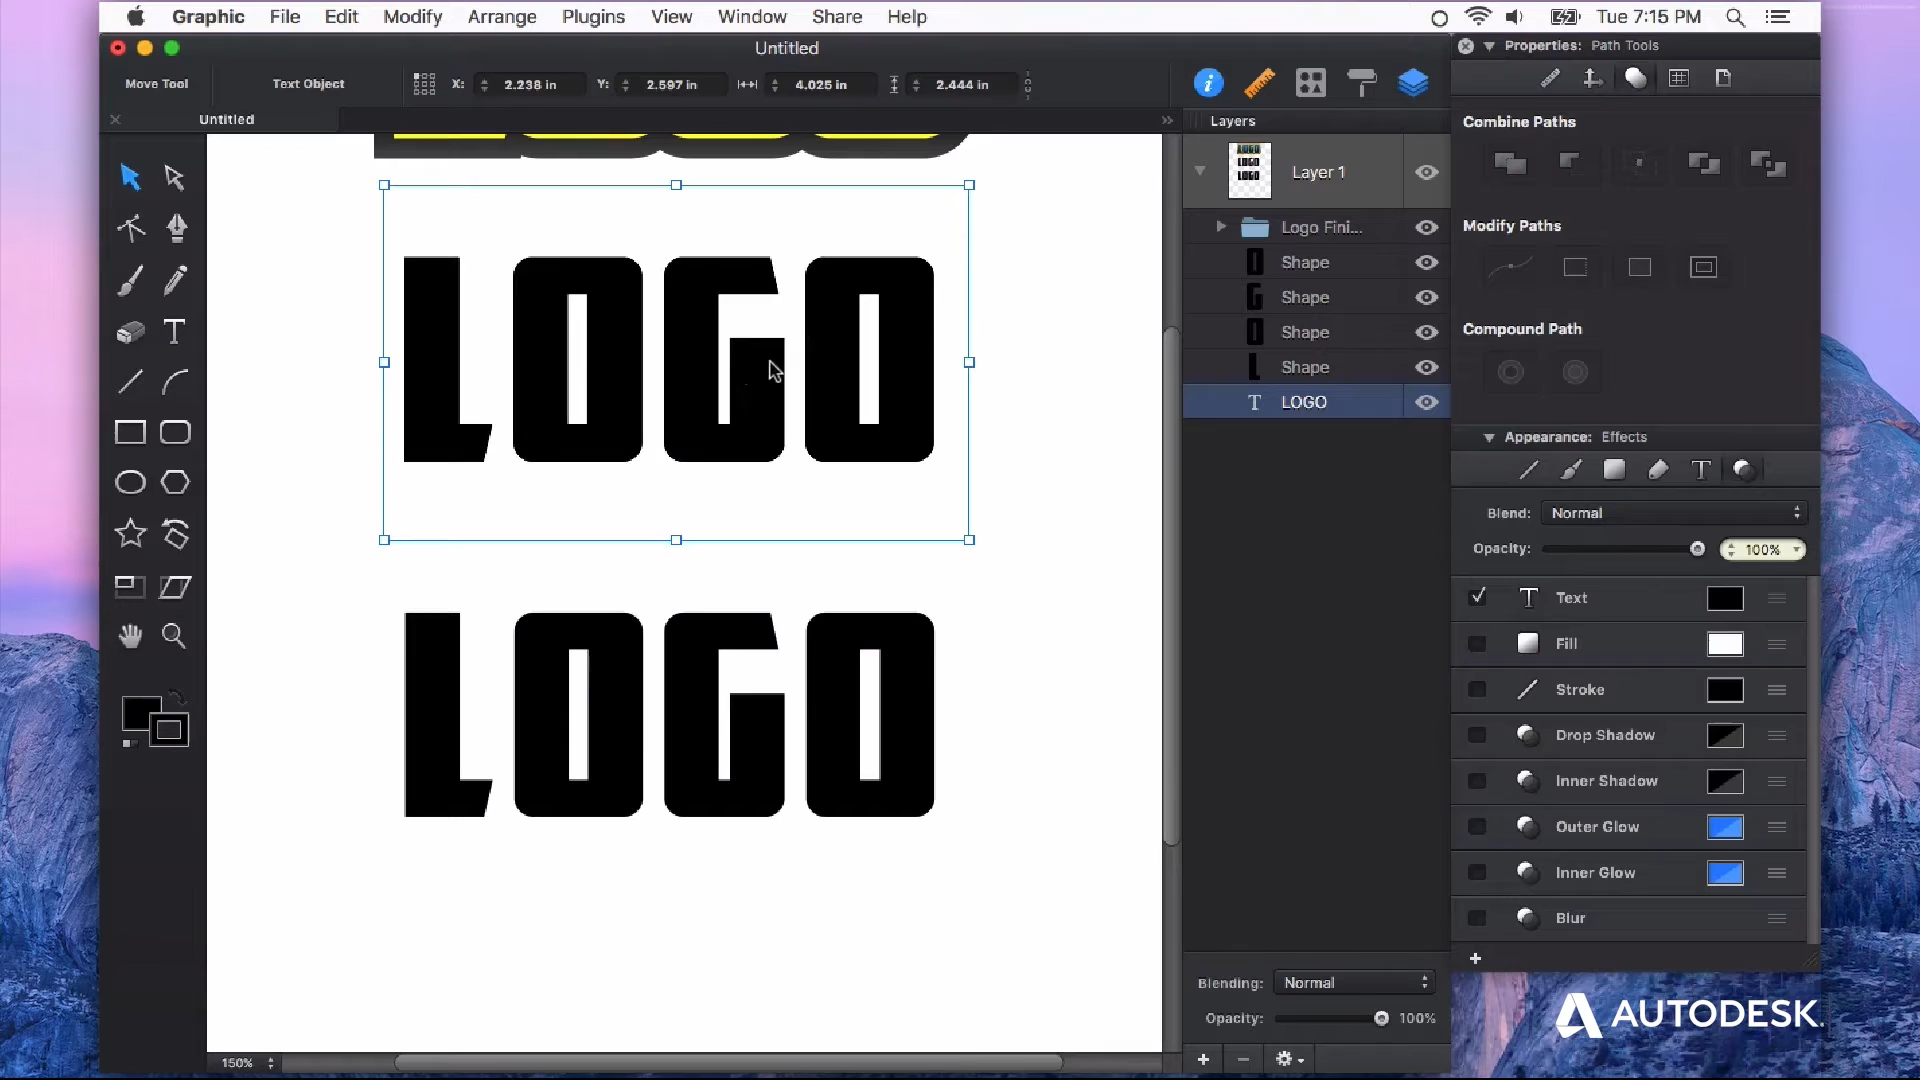 Graphic File Edit Modify Arrange Plugins View Window Share Help Tue 7:15 PM
Untitled
Properties: Path Tools
Move Tool Text Object X: 2.238 in Y: 2.597 in 4.025 in 2.444 in
Untitled
Layers
Combine Paths
Layer 1
Logo Fini...
Modify Paths
Shape
Shape
Shape
Compound Path
Shape
LOGO
LOGO
Appearance: Effects
Blend: Normal
Opacity: 100%
Text
Fill
Stroke
Drop Shadow
Inner Shadow
Outer Glow
Inner Glow
Blur
LOGO
Blending: Normal
Opacity: 100%
AUTODESK.
150%